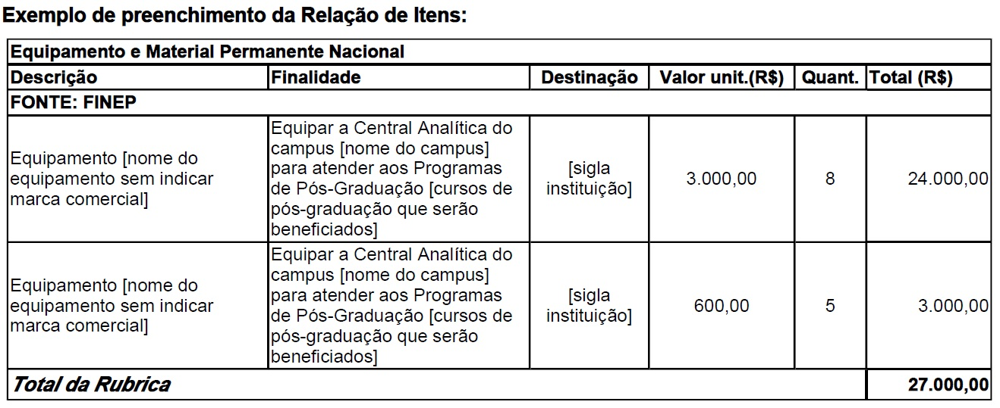 Exemplo de preenchimento da Relação de Itens:
Equipamento e Material Permanente Nacional
Descrição Finalidade Destinação Valor unit.(R$) Quant. Total (R$)
FONTE: FINEP
Equipamento [nome do
equipamento sem indicar
marca comercial]
Equipar a Central Analítica do
campus [nome do campus]
para atender aos Programas
de Pós-Graduação [cursos de
pós-graduação que serão
beneficiados]
[sigla
instituição]
3.000,00
8
24.000,00
Equipamento [nome do
equipamento sem indicar
marca comercial]
Equipar a Central Analítica do
campus [nome do campus]
para atender aos Programas
de Pós-Graduação [cursos de
pós-graduação que serão
beneficiados]
[sigla
instituição]
600,00
5
3.000,00
Total da Rubrica 27.000,00